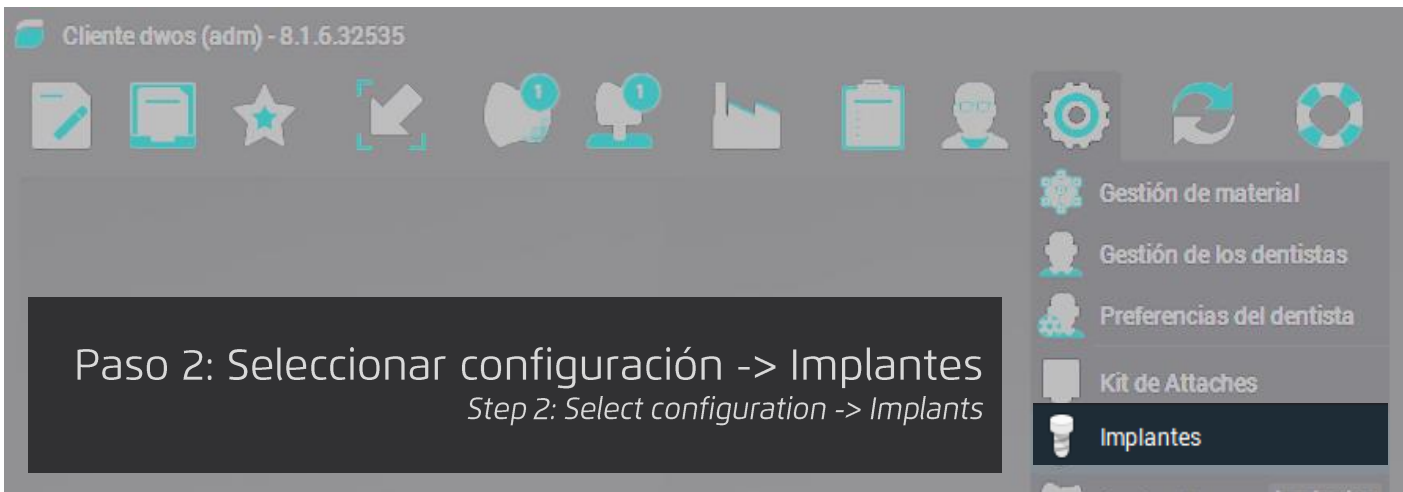 Cliente dwos (adm) - 8.1.6.32535
1
1
Gestión de material
Gestión de los dentistas
Preferencias del dentista
Kit de Attaches
Implantes
Paso 2: Seleccionar configuración -> Implantes
Step 2: Select configuration -> Implants